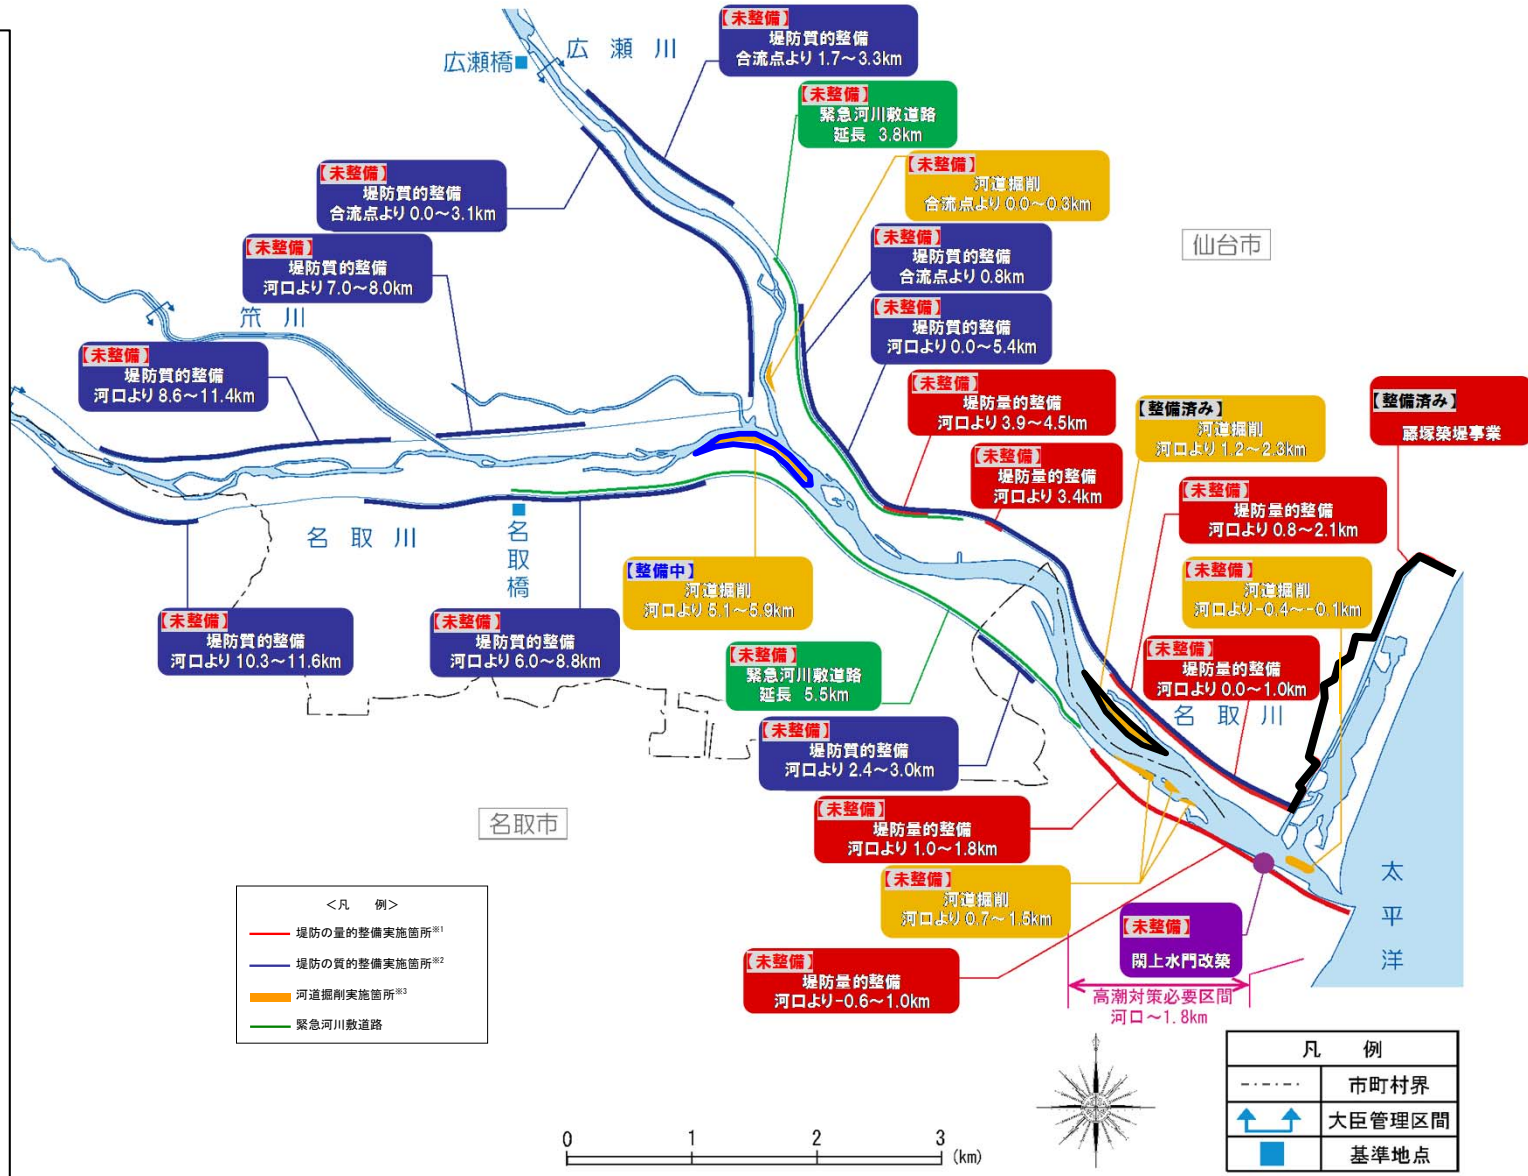 【未整備】
堤防質的整備
合流点より 1.7～3.3km
広瀬橋
広瀬川
【未整備】
緊急河川敷道路
延長 3.8km
【未整備】
河道掘削
合流点より 0.0～0.3km
【未整備】
堤防質的整備
合流点より 0.0～3.1km
【未整備】
堤防質的整備
合流点より 0.8km
仙台市
【未整備】
堤防質的整備
河口より 7.0～8.0km
【未整備】
堤防質的整備
河口より 0.0～5.4km
笊川
【未整備】
堤防質的整備
河口より 8.6～11.4km
【未整備】
堤防量的整備
河口より 3.9～4.5km
【整備済み】
河道掘削
河口より 1.2～2.3km
【整備済み】
藤塚築堤事業
【未整備】
堤防量的整備
河口より 3.4km
【未整備】
堤防量的整備
河口より 0.8～2.1km
名取川
名取橋
【整備中】
河道掘削
河口より 5.1～5.9km
【未整備】
河道掘削
河口より-0.4～-0.1km
【未整備】
堤防質的整備
河口より 10.3～11.6km
【未整備】
堤防質的整備
河口より 6.0～8.8km
【未整備】
緊急河川敷道路
延長 5.5km
【未整備】
堤防量的整備
河口より 0.0～1.0km
名取川
【未整備】
堤防質的整備
河口より 2.4～3.0km
名取市
【未整備】
堤防量的整備
河口より 1.0～1.8km
【未整備】
河道掘削
河口より 0.7～1.5km
太平洋
【未整備】
閖上水門改築
【未整備】
堤防量的整備
河口より-0.6～1.0km
高潮対策必要区間
河口～1.8km
＜凡　例＞
堤防の量的整備実施箇所※1
堤防の質的整備実施箇所※2
河道掘削実施箇所※3
緊急河川敷道路
凡　例
市町村界
大臣管理区間
基準地点
0 1 2 3 (km)